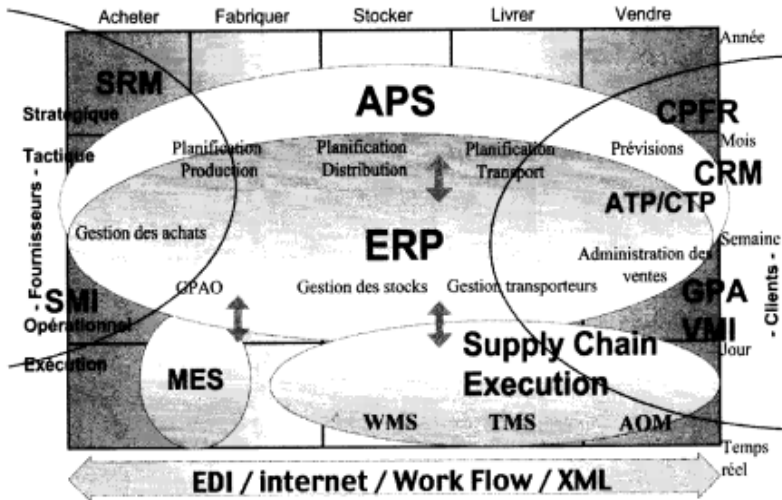 Acheter
Fabriquer
Stocker
Livrer
Vendre
Année
SRM
APS
CPFR
Stratégique
Mois
Tactique
Planification
Production
Planification
Distribution
Planification
Transport
Prévisions
CRM
ATP/CTP
Gestion des achats
ERP
Semaine
Administration des
ventes
- Fournisseurs -
- Clients -
SMI
GPAO
Gestion des stocks
Gestion transporteurs
GPA
Opérationnel
VMI
Supply Chain
Execution
Jour
Exécution
MES
WMS
TMS
AOM
Temps
réel
EDI / internet / Work Flow / XML